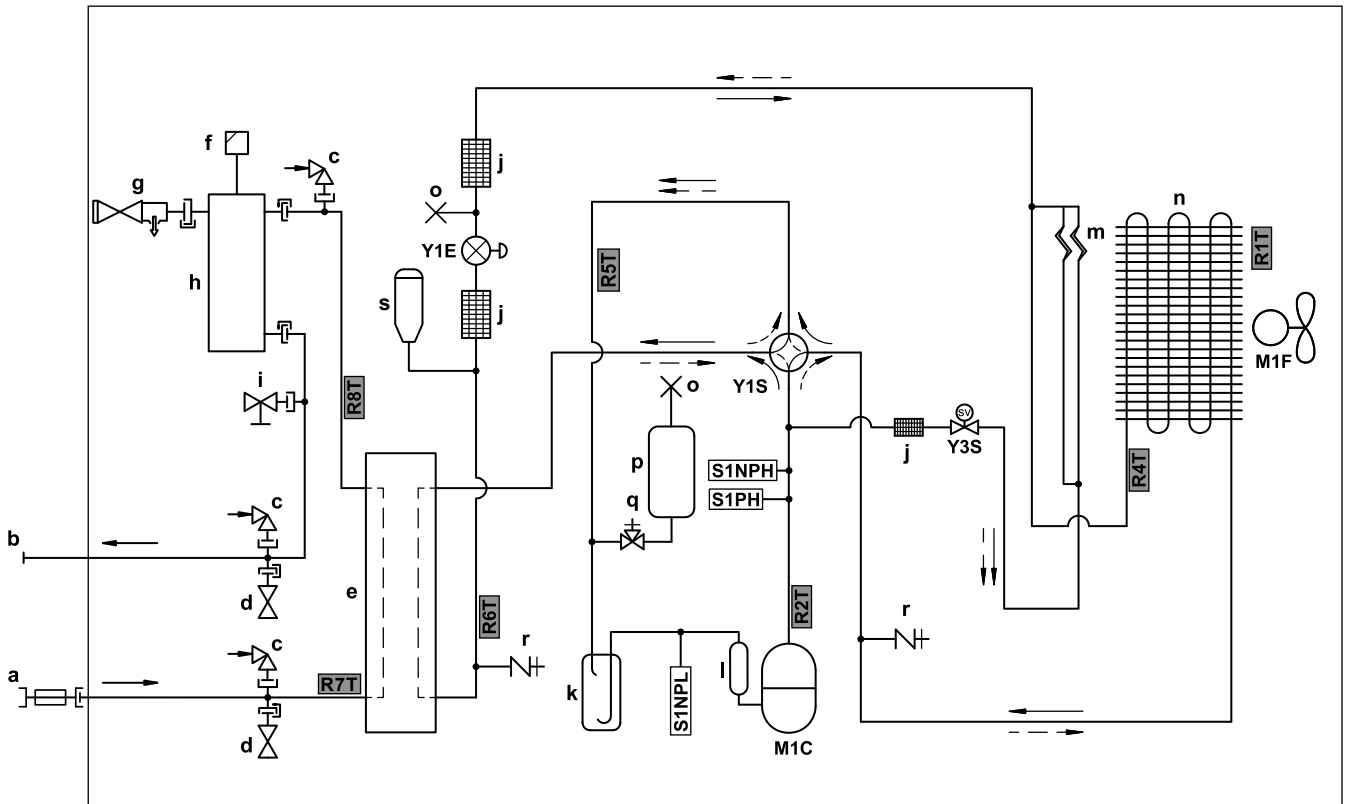 f
c
g
j
n
o
m
R1T
Y1E
R5T
h
s
j
M1F
Y1S
i
o
R8T
SV
j
Y3S
p
S1NPH
R4T
q
S1PH
c
b
e
d
R6T
R2T
r
r
c
a
R7T
k
S1NPL
l
d
M1C